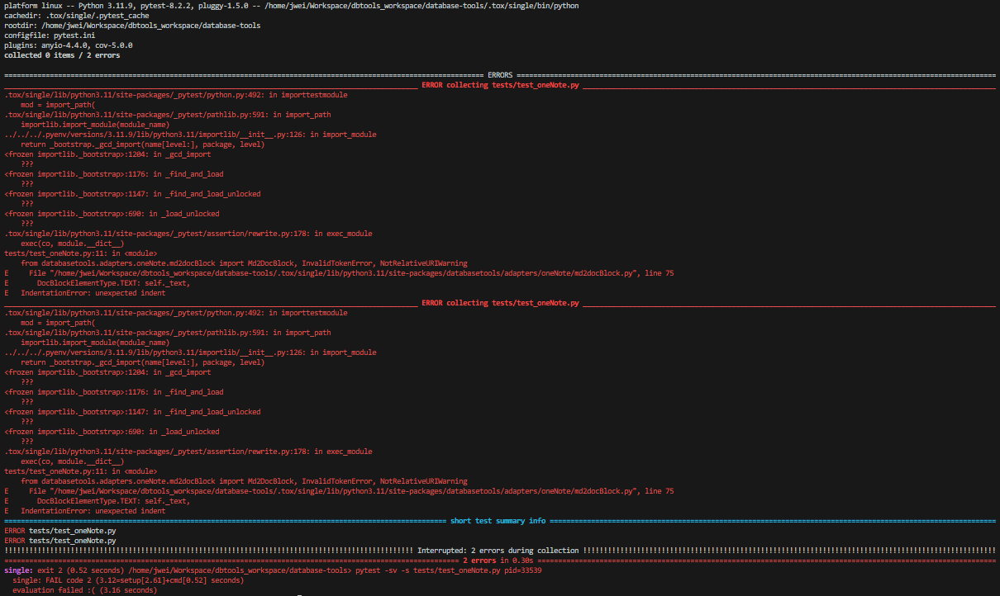 platform linux -- Python 3.11.9, pytest-8.2.2, pluggy-1.5.0 -- /home/jwei/Workspace/dbtools_workspace/database-tools/.tox/single/bin/python
cachedir: .tox/single/.pytest_cache
rootdir: /home/jwei/Workspace/dbtools_workspace/database-tools
configfile: pytest.ini
plugins: anyio-4.4.0, cov-5.0.0
collected 0 items / 2 errors
==================== ERRORS ====================
____________________ ERROR collecting tests/test_oneNote.py ____________________
.tox/single/lib/python3.11/site-packages/_pytest/python.py:492: in importtestmodule
    mod = import_path(
.tox/single/lib/python3.11/site-packages/_pytest/pathlib.py:591: in import_path
    importlib.import_module(module_name)
../../../.pyenv/versions/3.11.9/lib/python3.11/importlib/__init__.py:126: in import_module
    return _bootstrap._gcd_import(name[level:], package, level)
<frozen importlib._bootstrap>:1204: in _gcd_import
    ???
<frozen importlib._bootstrap>:1176: in _find_and_load
    ???
<frozen importlib._bootstrap>:1147: in _find_and_load_unlocked
    ???
<frozen importlib._bootstrap>:690: in _load_unlocked
    ???
.tox/single/lib/python3.11/site-packages/_pytest/assertion/rewrite.py:178: in exec_module
    exec(co, module.__dict__)
tests/test_oneNote.py:11: in <module>
    from databasetools.adapters.oneNote.md2docBlock import Md2DocBlock, InvalidTokenError, NotRelativeURIWarning
E     File "/home/jwei/Workspace/dbtools_workspace/database-tools/.tox/single/lib/python3.11/site-packages/databasetools/adapters/oneNote/md2docBlock.py", line 75
E       DocBlockElementType.TEXT: self._text,
E   IndentationError: unexpected indent
____________________ ERROR collecting tests/test_oneNote.py ____________________
.tox/single/lib/python3.11/site-packages/_pytest/python.py:492: in importtestmodule
    mod = import_path(
.tox/single/lib/python3.11/site-packages/_pytest/pathlib.py:591: in import_path
    importlib.import_module(module_name)
../../../.pyenv/versions/3.11.9/lib/python3.11/importlib/__init__.py:126: in import_module
    return _bootstrap._gcd_import(name[level:], package, level)
<frozen importlib._bootstrap>:1204: in _gcd_import
    ???
<frozen importlib._bootstrap>:1176: in _find_and_load
    ???
<frozen importlib._bootstrap>:1147: in _find_and_load_unlocked
    ???
<frozen importlib._bootstrap>:690: in _load_unlocked
    ???
.tox/single/lib/python3.11/site-packages/_pytest/assertion/rewrite.py:178: in exec_module
    exec(co, module.__dict__)
tests/test_oneNote.py:11: in <module>
    from databasetools.adapters.oneNote.md2docBlock import Md2DocBlock, InvalidTokenError, NotRelativeURIWarning
E     File "/home/jwei/Workspace/dbtools_workspace/database-tools/.tox/single/lib/python3.11/site-packages/databasetools/adapters/oneNote/md2docBlock.py", line 75
E       DocBlockElementType.TEXT: self._text,
E   IndentationError: unexpected indent
==================== short test summary info ====================
ERROR tests/test_oneNote.py
ERROR tests/test_oneNote.py
!!!!!!!!!!!!!!!!!!!! Interrupted: 2 errors during collection !!!!!!!!!!!!!!!!!!!!
==================== 2 errors in 0.30s ====================
single: exit 2 (0.52 seconds) /home/jwei/Workspace/dbtools_workspace/database-tools> pytest -sv -s tests/test_oneNote.py pid=33539
  single: FAIL code 2 (3.12=setup[2.61]+cmd[0.52] seconds)
  evaluation failed :( (3.16 seconds)